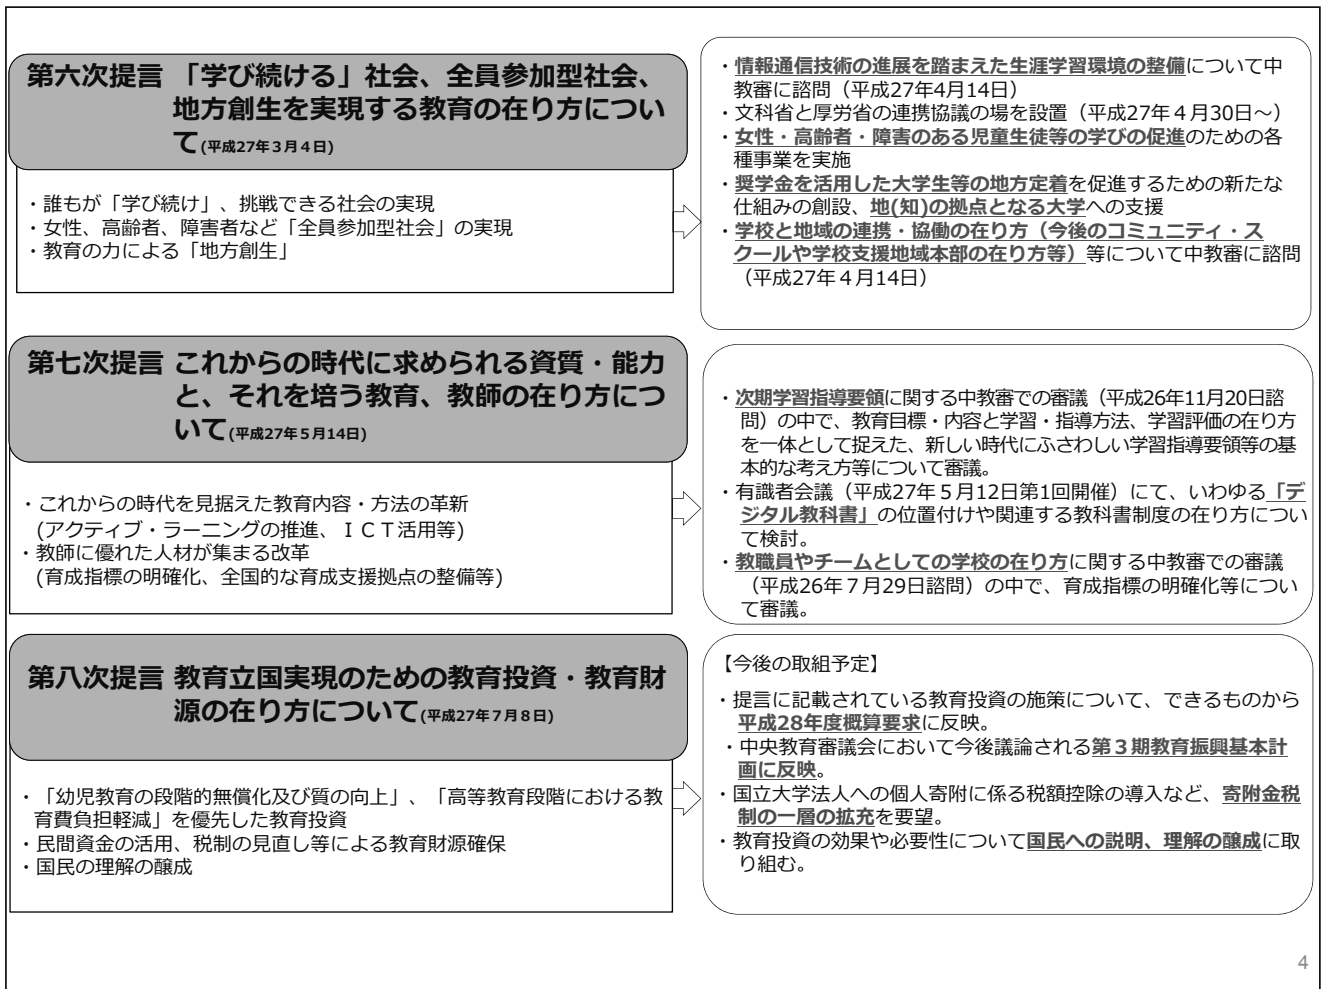 第六次提言 「学び続ける」社会、全員参加型社会、
地方創生を実現する教育の在り方につい
て(平成27年３月４日)
・誰もが「学び続け」、挑戦できる社会の実現
・女性、高齢者、障害者など「全員参加型社会」の実現
・教育の力による「地方創生」
・情報通信技術の進展を踏まえた生涯学習環境の整備について中
教審に諮問（平成27年4月14日）
・文科省と厚労省の連携協議の場を設置（平成27年４月30日～）
・女性・高齢者・障害のある児童生徒等の学びの促進のための各
種事業を実施
・奨学金を活用した大学生等の地方定着を促進するための新たな
仕組みの創設、地(知)の拠点となる大学への支援
・学校と地域の連携・協働の在り方（今後のコミュニティ・ス
クールや学校支援地域本部の在り方等）等について中教審に諮問
（平成27年４月14日）
第七次提言 これからの時代に求められる資質・能力
と、それを培う教育、教師の在り方につ
いて(平成27年５月14日)
・これからの時代を見据えた教育内容・方法の革新
(アクティブ・ラーニングの推進、ＩＣＴ活用等)
・教師に優れた人材が集まる改革
(育成指標の明確化、全国的な育成支援拠点の整備等)
・次期学習指導要領に関する中教審での審議（平成26年11月20日諮
問）の中で、教育目標・内容と学習・指導方法、学習評価の在り方
を一体として捉えた、新しい時代にふさわしい学習指導要領等の基
本的な考え方等について審議。
・有識者会議（平成27年５月12日第1回開催）にて、いわゆる「デ
ジタル教科書」の位置付けや関連する教科書制度の在り方につい
て検討。
・教職員やチームとしての学校の在り方に関する中教審での審議
（平成26年７月29日諮問）の中で、育成指標の明確化等につい
て審議。
第八次提言 教育立国実現のための教育投資・教育財
源の在り方について(平成27年７月８日)
・「幼児教育の段階的無償化及び質の向上」、「高等教育段階における教
育費負担軽減」を優先した教育投資
・民間資金の活用、税制の見直し等による教育財源確保
・国民の理解の醸成
【今後の取組予定】
・提言に記載されている教育投資の施策について、できるものから
平成28年度概算要求に反映。
・中央教育審議会において今後議論される第３期教育振興基本計
画に反映。
・国立大学法人への個人寄附に係る税額控除の導入など、寄附金税
制の一層の拡充を要望。
・教育投資の効果や必要性について国民への説明、理解の醸成に取
り組む。
4